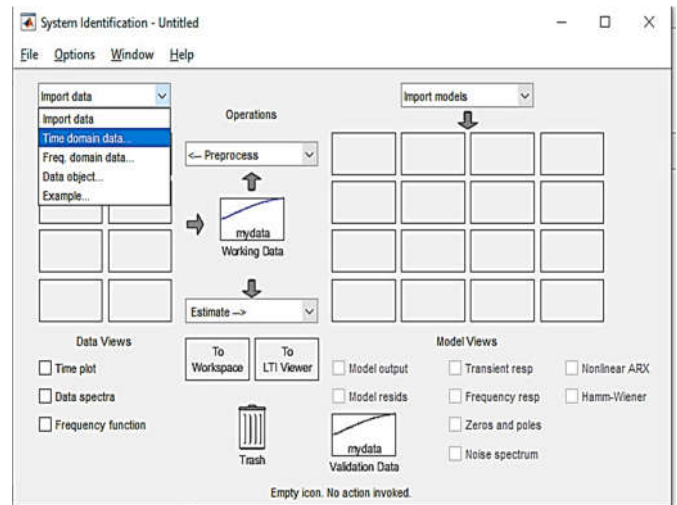 System Identification - Untitled
File Options Window Help
Import data
Import data
Time domain data...
Freq. domain data...
Data object...
Example...
Operations
<-- Preprocess
mydata
Working Data
Estimate -->
Import models
Data Views
Time plot
Data spectra
Frequency function
To Workspace
To LTI Viewer
Trash
Model Views
Model output
Transient resp
Nonlinear ARX
Model resids
Frequency resp
Hamm-Wiener
Zeros and poles
Noise spectrum
mydata
Validation Data
Empty icon. No action invoked.